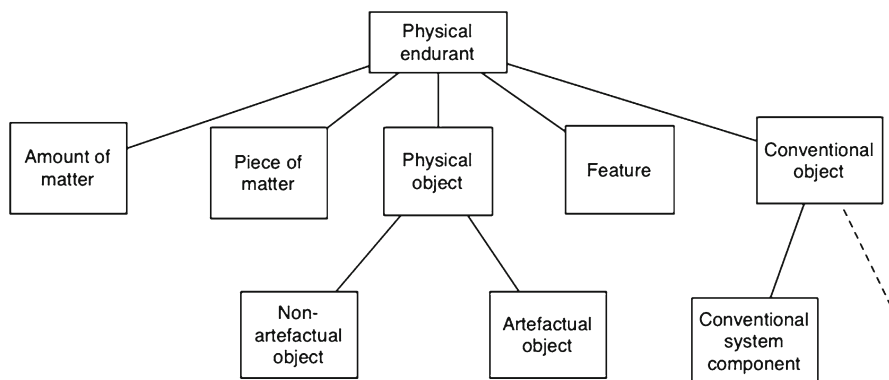 Physical
endurant
Amount of
matter
Piece of
matter
Physical
object
Feature
Conventional
object
Non-
artefactual
object
Artefactual
object
Conventional
system
component